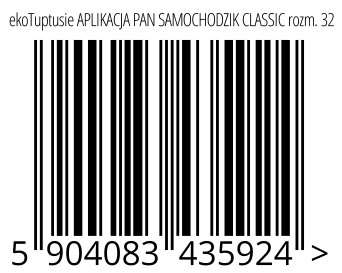 ekoTuptusie APLIKACJA PAN SAMOCHODZIK CLASSIC rozm. 32
5 904083 435924 >